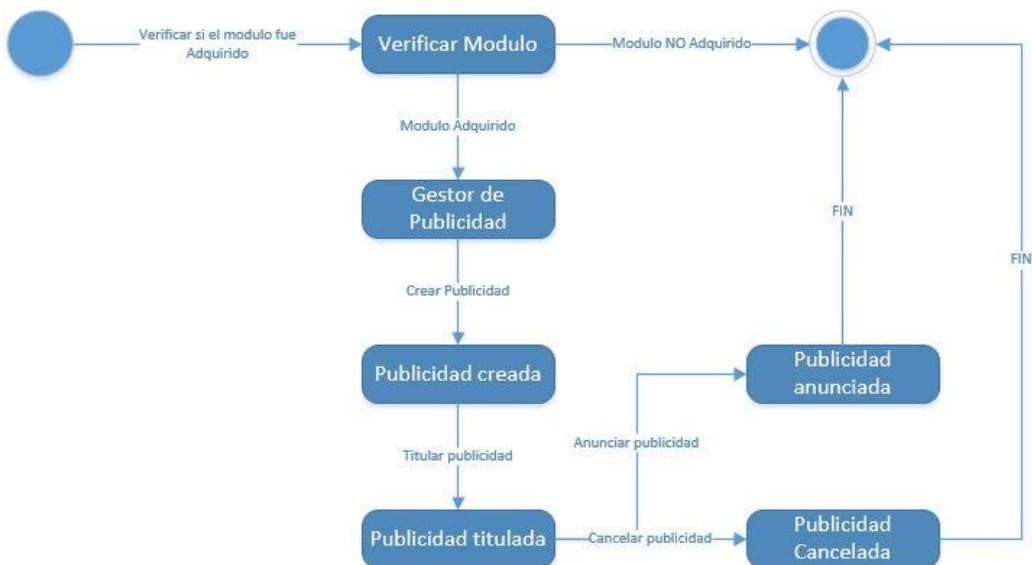 Verificar si el modulo fue
Adquirido
Verificar Modulo
Modulo NO Adquirido
Modulo Adquirido
Gestor de
Publicidad
FIN
FIN
Crear Publicidad
Publicidad creada
Publicidad
anunciada
Titular publicidad
Anunciar publicidad
Publicidad titulada
Cancelar publicidad
Publicidad
Cancelada